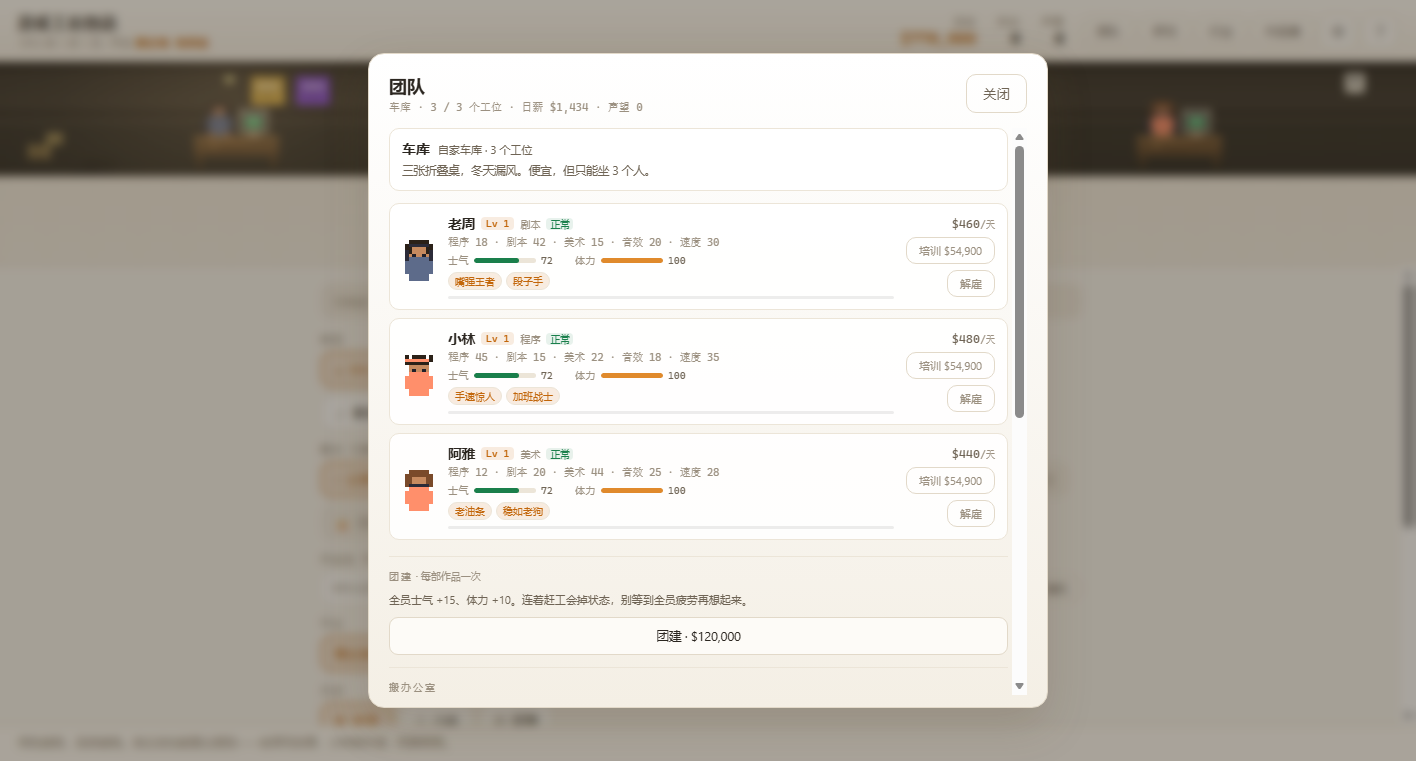 团队
车库 · 3 / 3 个工位 · 日薪 $1,434 · 声望 0
关闭
车库 自家车库 · 3 个工位
三张折叠桌，冬天漏风。便宜，但只能坐 3 个人。
老周 Lv 1 剧本 正常 $460/天
程序 18 · 剧本 42 · 美术 15 · 音效 20 · 速度 30
培训 $54,900
士气 72 体力 100
嘴强王者 段子手
解雇
小林 Lv 1 程序 正常 $480/天
程序 45 · 剧本 15 · 美术 22 · 音效 18 · 速度 35
培训 $54,900
士气 72 体力 100
手速惊人 加班战士
解雇
阿雅 Lv 1 美术 正常 $440/天
程序 12 · 剧本 20 · 美术 44 · 音效 25 · 速度 28
培训 $54,900
士气 72 体力 100
老油条 稳如老狗
解雇
团建 · 每部作品一次
全员士气 +15、体力 +10。连着赶工会掉状态，别等到全员疲劳再想起来。
团建 · $120,000
搬办公室